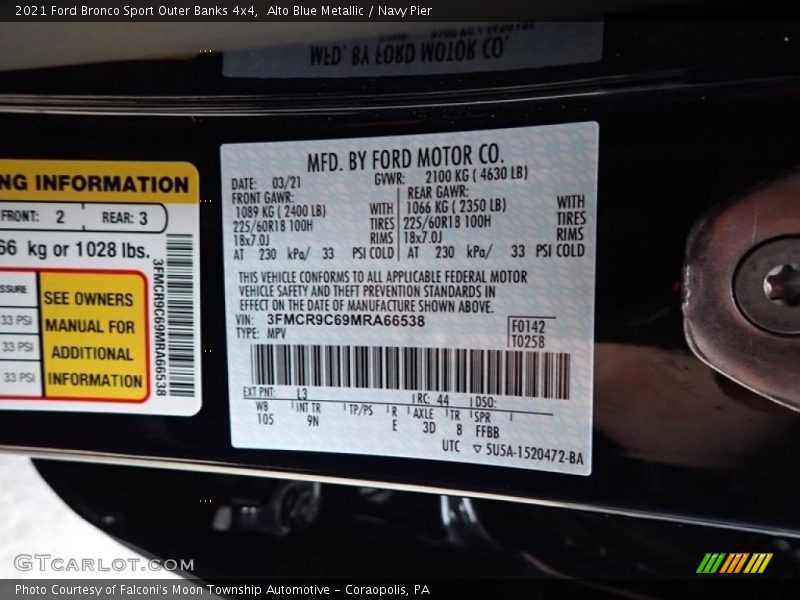 2021 Ford Bronco Sport Outer Banks 4x4,  Alto Blue Metallic / Navy Pier
MFD. BY FORD MOTOR CO.
NG INFORMATION
FRONT: 2 REAR: 3
66 kg or 1028 lbs.
SSURE
33 PSI
33 PSI
33 PSI
SEE OWNERS
MANUAL FOR
ADDITIONAL
INFORMATION
3FMCR9C69MRA66538
MFD. BY FORD MOTOR CO.
DATE: 03/21 GVWR: 2100 KG ( 4630 LB)
FRONT GAWR: REAR GAWR:
1089 KG ( 2400 LB) WITH 1066 KG ( 2350 LB) WITH
225/60R18 100H TIRES 225/60R18 100H TIRES
18x7.0J RIMS 18x7.0J RIMS
AT 230 kPa/ 33 PSI COLD AT 230 kPa/ 33 PSI COLD
THIS VEHICLE CONFORMS TO ALL APPLICABLE FEDERAL MOTOR
VEHICLE SAFETY AND THEFT PREVENTION STANDARDS IN
EFFECT ON THE DATE OF MANUFACTURE SHOWN ABOVE.
VIN: 3FMCR9C69MRA66538
TYPE: MPV
F0142
T0258
EXT PNT: L3 RC: 44 DSO:
WB INT TR TP/PS R AXLE TR SPR
105 9N E 3D 8 FFBB
UTC ▽ 5U5A-1520472-BA
GTCARLOT.COM
Photo Courtesy of Falconi's Moon Township Automotive - Coraopolis, PA